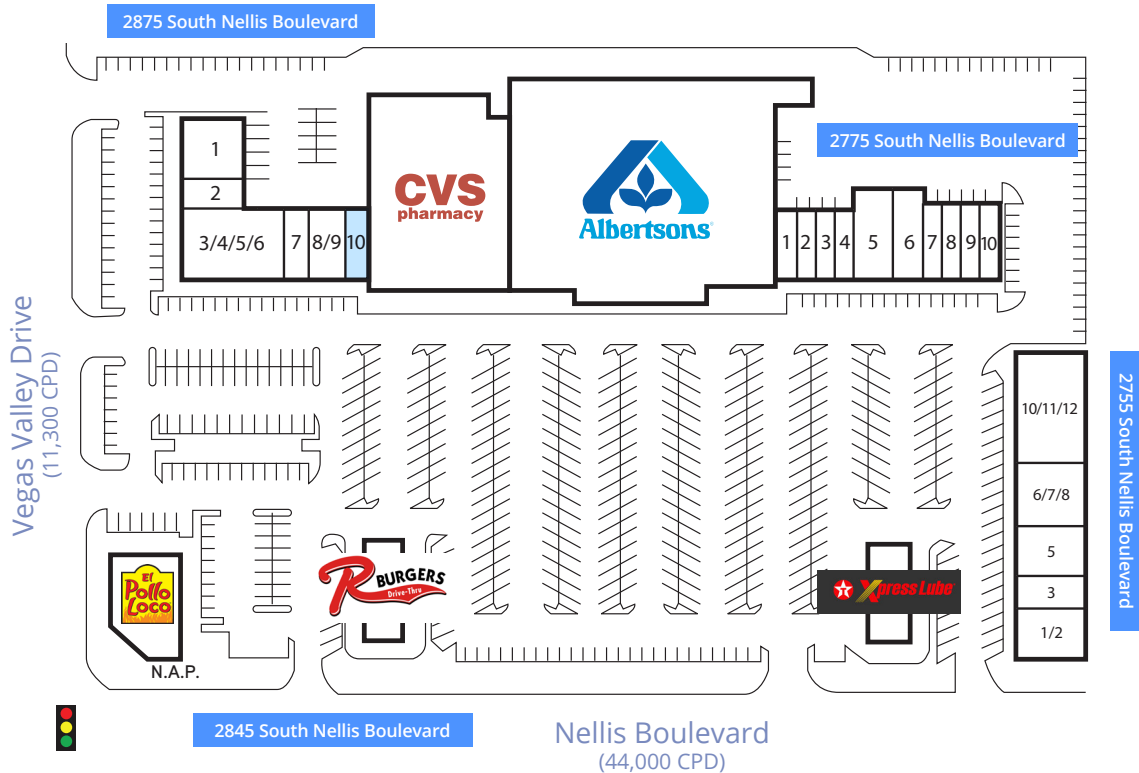 2875 South Nellis Boulevard
2775 South Nellis Boulevard
1
2
3/4/5/6
7
8/9
10
CVS
pharmacy
Albertsons
1
2
3
4
5
6
7
8
9
10
Vegas Valley Drive
(11,300 CPD)
10/11/12
6/7/8
5
3
1/2
2755 South Nellis Boulevard
El
Pollo
Loco
N.A.P.
R BURGERS
Drive-Thru
T Xpress Lube
2845 South Nellis Boulevard
Nellis Boulevard
(44,000 CPD)